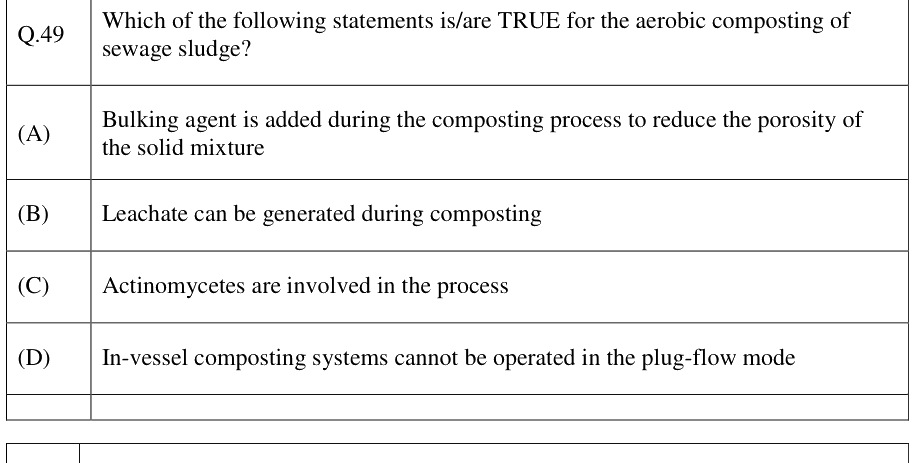 Q.49
Which of the following statements is/are TRUE for the aerobic composting of
sewage sludge?
(A)
Bulking agent is added during the composting process to reduce the porosity of
the solid mixture
(B)
Leachate can be generated during composting
(C)
Actinomycetes are involved in the process
(D)
In-vessel composting systems cannot be operated in the plug-flow mode